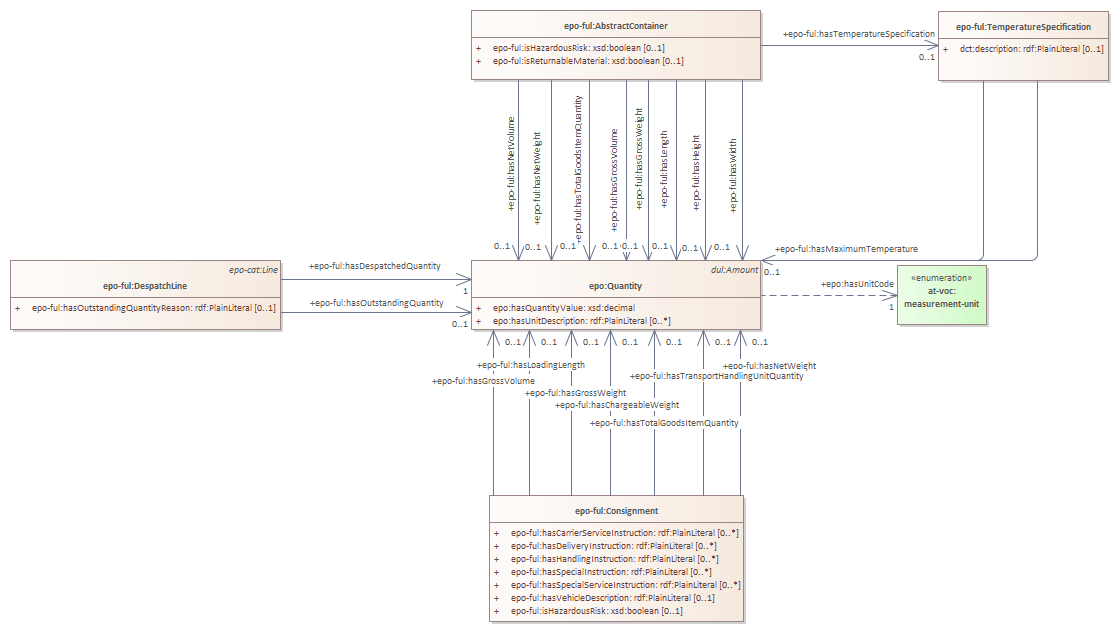 epo-ful:AbstractContainer
+ epo-ful:isHazardousRisk: xsd:boolean [0..1]
+ epo-ful:isReturnableMaterial: xsd:boolean [0..1]
+epo-ful:hasTemperatureSpecification
0..1
epo-ful:TemperatureSpecification
+ dct:description: rdf:PlainLiteral [0..1]
+epo-ful:hasNetVolume
+epo-ful:hasNetWeight
+epo-ful:hasTotalGoodsItemQuantity
+epo-ful:hasGrossVolume
+epo-ful:hasGrossWeight
+epo-ful:hasLength
+epo-ful:hasHeight
+epo-ful:hasWidth
0..1
0..1
0..1
0..1
0..1
0..1
0..1
0..1
+epo-ful:hasMaximumTemperature
0..1
epo-cat:Line
epo-ful:DespatchLine
+ epo-ful:hasOutstandingQuantityReason: rdf:PlainLiteral [0..1]
+epo-ful:hasDespatchedQuantity
1
+epo-ful:hasOutstandingQuantity
0..1
dul:Amount
epo:Quantity
+ epo:hasQuantityValue: xsd:decimal
+ epo:hasUnitDescription: rdf:PlainLiteral [0..*]
+epo:hasUnitCode
1
«enumeration»
at-voc:
measurement-unit
0..1
0..1
0..1
0..1
0..1
0..1
0..1
+epo-ful:hasLoadingLength
+epo-ful:hasNetWeight
+epo-ful:hasTransportHandlingUnitQuantity
+epo-ful:hasGrossVolume
+epo-ful:hasGrossWeight
+epo-ful:hasChargeableWeight
+epo-ful:hasTotalGoodsItemQuantity
epo-ful:Consignment
+ epo-ful:hasCarrierServiceInstruction: rdf:PlainLiteral [0..*]
+ epo-ful:hasDeliveryInstruction: rdf:PlainLiteral [0..*]
+ epo-ful:hasHandlingInstruction: rdf:PlainLiteral [0..*]
+ epo-ful:hasSpecialInstruction: rdf:PlainLiteral [0..*]
+ epo-ful:hasSpecialServiceInstruction: rdf:PlainLiteral [0..*]
+ epo-ful:hasVehicleDescription: rdf:PlainLiteral [0..1]
+ epo-ful:isHazardousRisk: xsd:boolean [0..1]